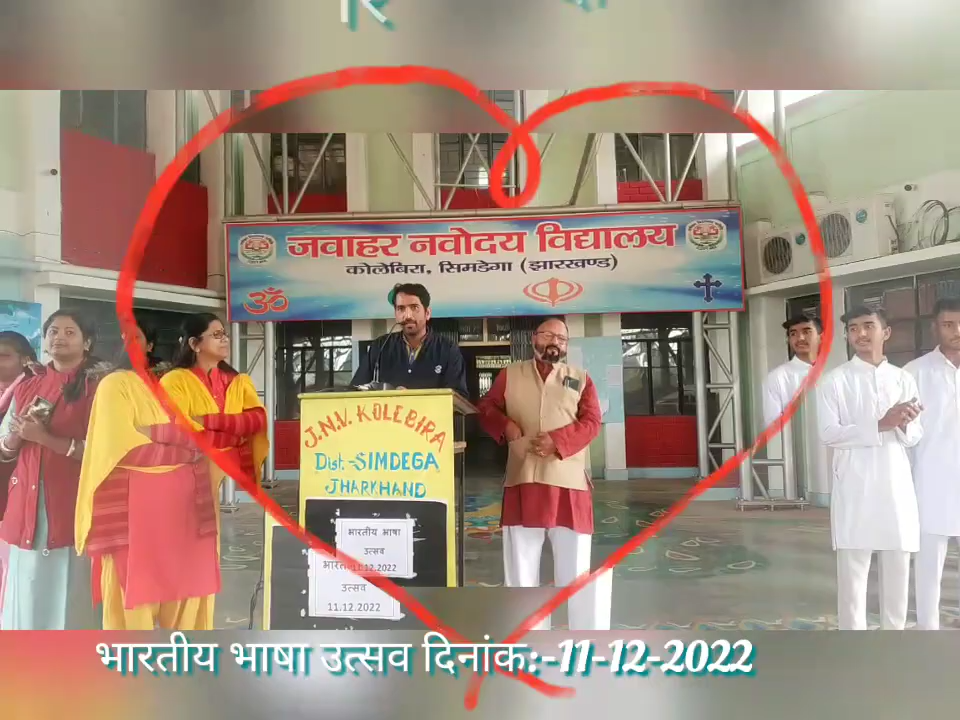 जवाहर नवोदय विद्यालय
कोलेबिरा, सिमडेगा (झारखण्ड)
J.N.V. KOLEBIRA
Dist.-SIMDEGA
JHARKHAND
भारतीय भाषा
उत्सव
11.12.2022
उत्सव
11.12.2022
भारतीय भाषा उत्सव दिनांक:-11-12-2022